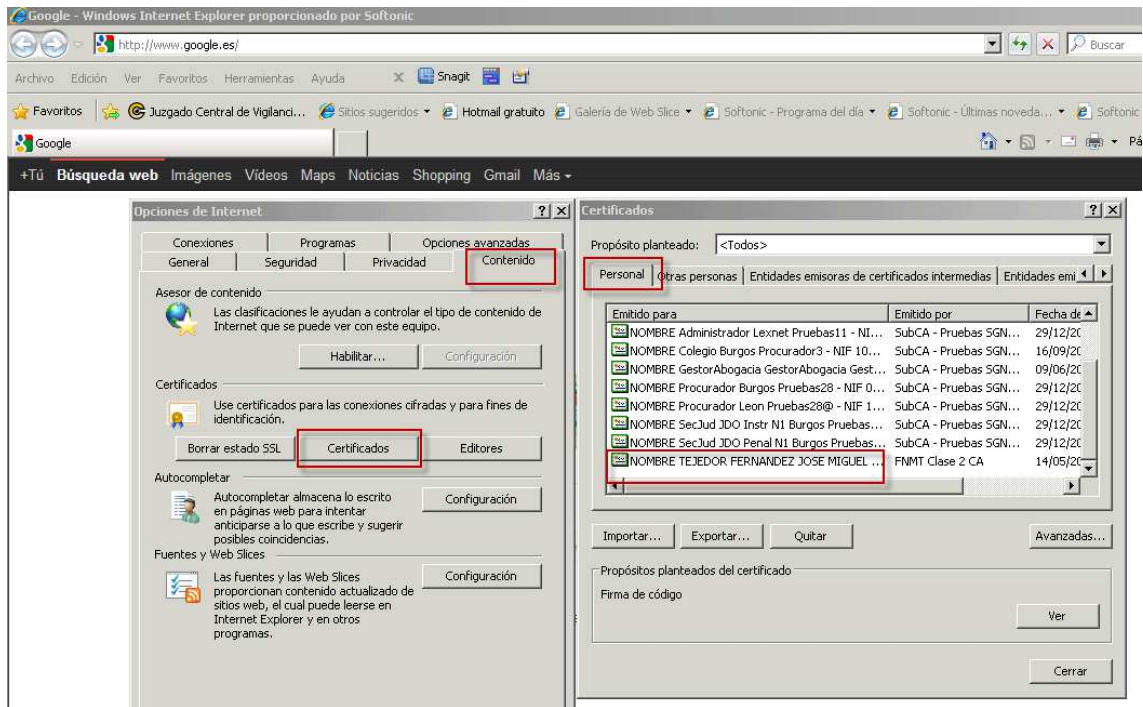 Google - Windows Internet Explorer proporcionado por Softonic
http://www.google.es/
Buscar
Archivo Edición Ver Favoritos Herramientas Ayuda
Snagit
Favoritos
Juzgado Central de Vigilanci...
Sitios sugeridos
Hotmail gratuito
Galería de Web Slice
Softonic - Programa del día
Softonic - Últimas noveda...
Softonic
Google
Pá
+Tú Búsqueda web Imágenes Vídeos Maps Noticias Shopping Gmail Más
Opciones de Internet
Conexiones Programas Opciones avanzadas
General Seguridad Privacidad Contenido
Asesor de contenido
Las clasificaciones le ayudan a controlar el tipo de contenido de
Internet que se puede ver con este equipo.
Habilitar... Configuración
Certificados
Use certificados para las conexiones cifradas y para fines de
identificación.
Borrar estado SSL Certificados Editores
Autocompletar
Autocompletar almacena lo escrito
en páginas web para intentar
anticiparse a lo que escribe y sugerir
posibles coincidencias.
Configuración
Fuentes y Web Slices
Las fuentes y las Web Slices
proporcionan contenido actualizado de
sitios web, el cual puede leerse en
Internet Explorer y en otros
programas.
Configuración
Certificados
Propósito planteado: <Todos>
Personal Otras personas Entidades emisoras de certificados intermedias Entidades emi
Emitido para Emitido por Fecha de
NOMBRE Administrador Lexnet Pruebas11 - NI... SubCA - Pruebas SGN... 29/12/20
NOMBRE Colegio Burgos Procurador3 - NIF 10... SubCA - Pruebas SGN... 16/09/20
NOMBRE GestorAbogacia GestorAbogacia Gest... SubCA - Pruebas SGN... 09/06/20
NOMBRE Procurador Burgos Pruebas28 - NIF 0... SubCA - Pruebas SGN... 29/12/20
NOMBRE Procurador Leon Pruebas28@ - NIF 1... SubCA - Pruebas SGN... 29/12/20
NOMBRE SecJud JDO Instr N1 Burgos Pruebas... SubCA - Pruebas SGN... 29/12/20
NOMBRE SecJud JDO Penal N1 Burgos Pruebas... SubCA - Pruebas SGN... 29/12/20
NOMBRE TEJEDOR FERNANDEZ JOSE MIGUEL ... FNMT Clase 2 CA 14/05/20
Importar... Exportar... Quitar Avanzadas...
Propósitos planteados del certificado
Firma de código
Ver
Cerrar